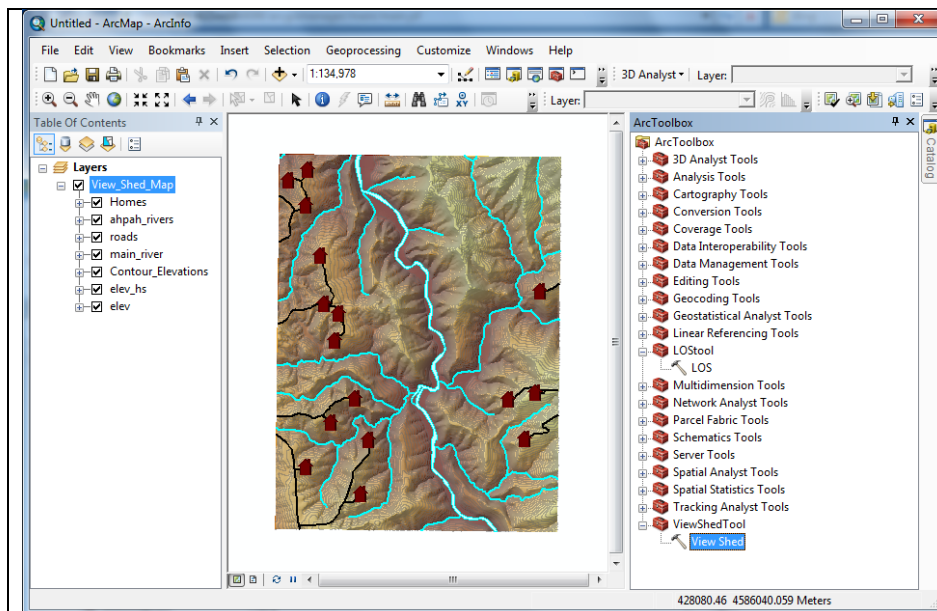 Untitled - ArcMap - ArcInfo
File Edit View Bookmarks Insert Selection Geoprocessing Customize Windows Help
1:134,978 3D Analyst Layer:
Layer:
Table Of Contents
Layers
View_Shed_Map
Homes
ahpah_rivers
roads
main_river
Contour_Elevations
elev_hs
elev
ArcToolbox
ArcToolbox
3D Analyst Tools
Analysis Tools
Cartography Tools
Conversion Tools
Coverage Tools
Data Interoperability Tools
Data Management Tools
Editing Tools
Geocoding Tools
Geostatistical Analyst Tools
Linear Referencing Tools
LOStool
LOS
Multidimension Tools
Network Analyst Tools
Parcel Fabric Tools
Schematics Tools
Server Tools
Spatial Analyst Tools
Spatial Statistics Tools
Tracking Analyst Tools
ViewShedTool
View Shed
Catalog
428080.46 4586040.059 Meters